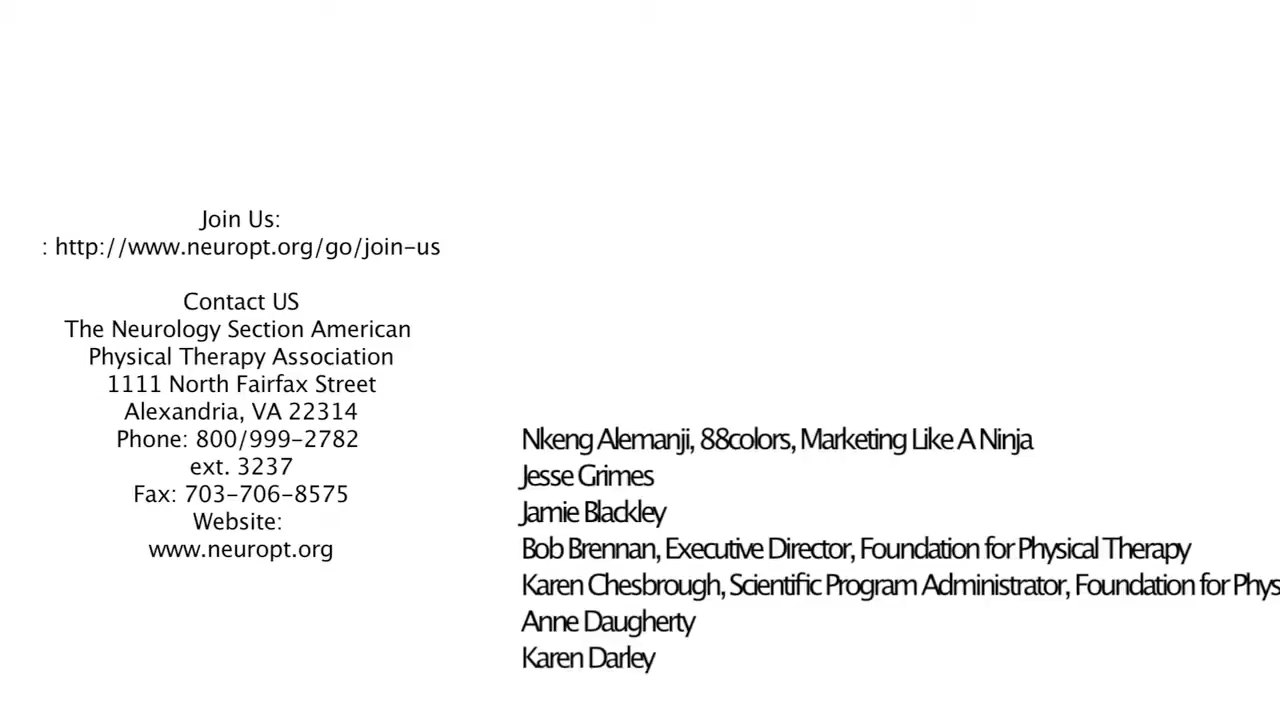 Join Us:
: http://www.neuropt.org/go/join-us
Contact US
The Neurology Section American
Physical Therapy Association
1111 North Fairfax Street
Alexandria, VA 22314
Phone: 800/999-2782
ext. 3237
Fax: 703-706-8575
Website:
www.neuropt.org
Nkeng Alemanji, 88colors, Marketing Like A Ninja
Jesse Grimes
Jamie Blackley
Bob Brennan, Executive Director, Foundation for Physical Therapy
Karen Chesbrough, Scientific Program Administrator, Foundation for Phys
Anne Daugherty
Karen Darley